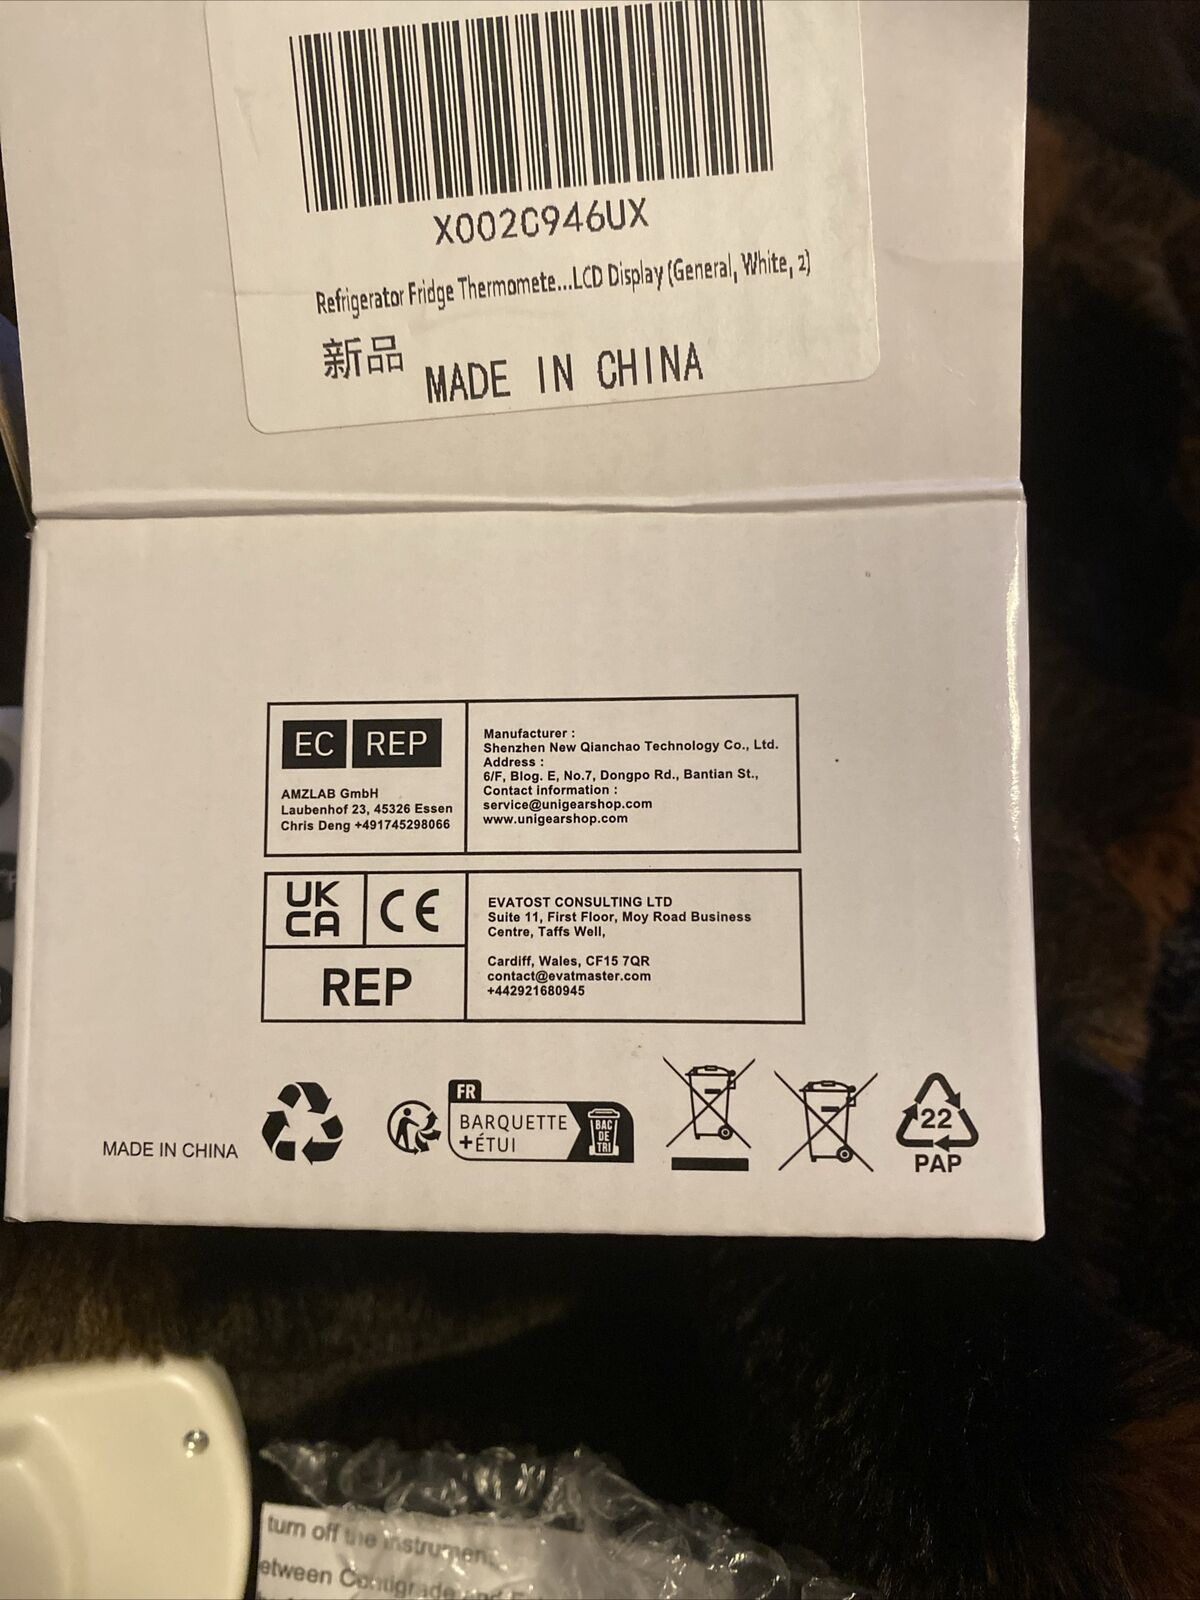 X002C946UX
Refrigerator Fridge Thermomete...LCD Display (General, White, 2)
新品
MADE IN CHINA
EC REP
AMZLAB GmbH
Laubenhof 23, 45326 Essen
Chris Deng +491745298066
Manufacturer :
Shenzhen New Qianchao Technology Co., Ltd.
Address :
6/F, Blog. E, No.7, Dongpo Rd., Bantian St.,
Contact information :
service@unigearshop.com
www.unigearshop.com
UK
CA
CE
REP
EVATOST CONSULTING LTD
Suite 11, First Floor, Moy Road Business
Centre, Taffs Well,
Cardiff, Wales, CF15 7QR
contact@evatmaster.com
+442921680945
MADE IN CHINA
FR
BARQUETTE
+ÉTUI
BAC
DE
TRI
22
PAP
turn off the instrument
etween Centigrade and